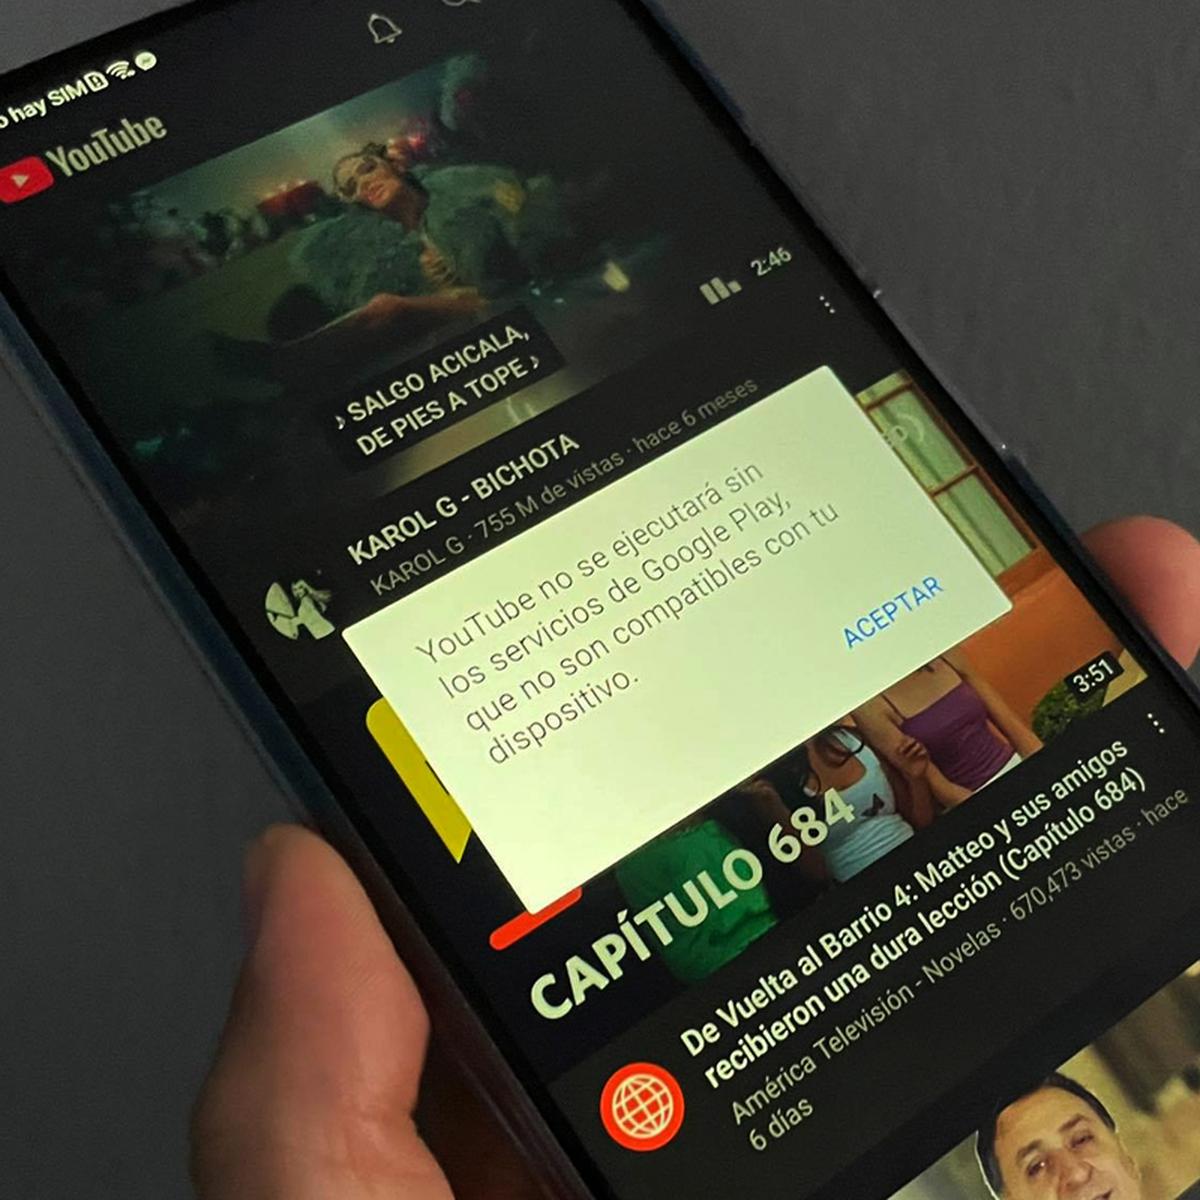 hay SIM
YouTube
2:46
♪ SALGO ACICALA,
DE PIES A TOPE ♪
KAROL G - BICHOTA
KAROL G · 755 M de vistas · hace 6 meses
YouTube no se ejecutará sin
los servicios de Google Play,
que no son compatibles con tu
dispositivo.
ACEPTAR
3:51
CAPÍTULO 684
De Vuelta al Barrio 4: Matteo y sus amigos
recibieron una dura lección (Capítulo 684)
América Televisión - Novelas · 670,473 vistas · hace
6 días